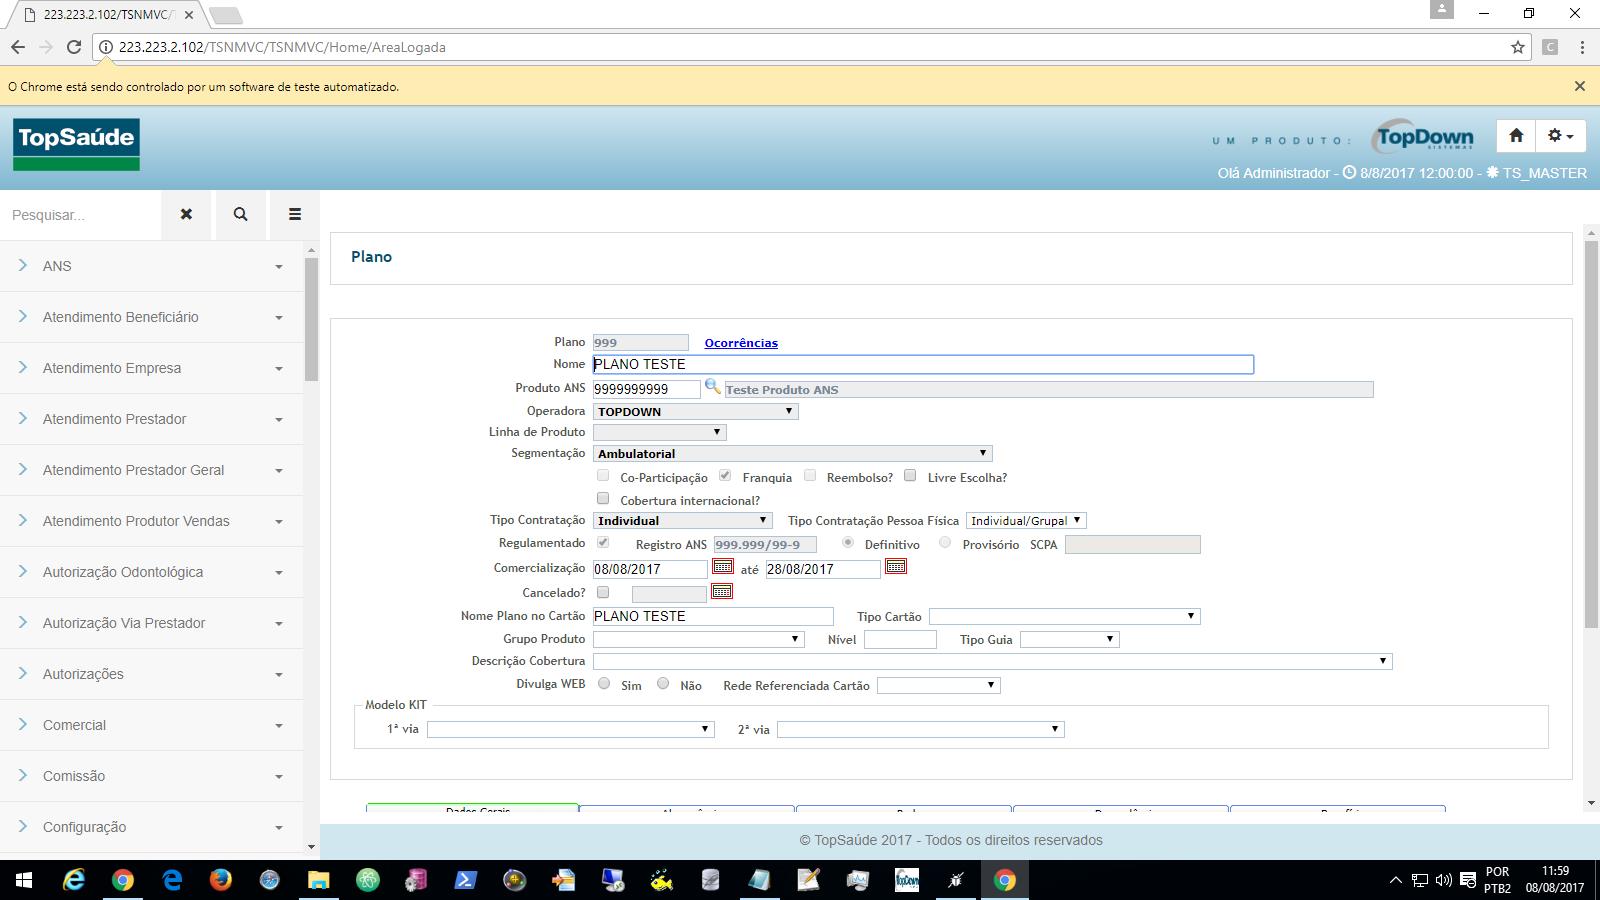 223.223.2.102/TSNMVC/
223.223.2.102/TSNMVC/TSNMVC/Home/AreaLogada
C
O Chrome está sendo controlado por um software de teste automatizado.
TopSaúde
UM PRODUTO:
TopDown
SISTEMAS
Olá Administrador - 8/8/2017 12:00:00 - TS_MASTER
Pesquisar...
ANS
Atendimento Beneficiário
Atendimento Empresa
Atendimento Prestador
Atendimento Prestador Geral
Atendimento Produtor Vendas
Autorização Odontológica
Autorização Via Prestador
Autorizações
Comercial
Comissão
Configuração
Plano
Plano 999 Ocorrências
Nome PLANO TESTE
Produto ANS 9999999999 Teste Produto ANS
Operadora TOPDOWN
Linha de Produto
Segmentação Ambulatorial
Co-Participação Franquia Reembolso? Livre Escolha?
Cobertura internacional?
Tipo Contratação Individual Tipo Contratação Pessoa Física Individual/Grupal
Regulamentado Registro ANS 999.999/99-9 Definitivo Provisório SCPA
Comercialização 08/08/2017 até 28/08/2017
Cancelado?
Nome Plano no Cartão PLANO TESTE Tipo Cartão
Grupo Produto Nível Tipo Guia
Descrição Cobertura
Divulga WEB Sim Não Rede Referenciada Cartão
Modelo KIT
1ª via 2ª via
Dados Gerais
© TopSaúde 2017 - Todos os direitos reservados
TopDown
POR
PTB2
11:59
08/08/2017